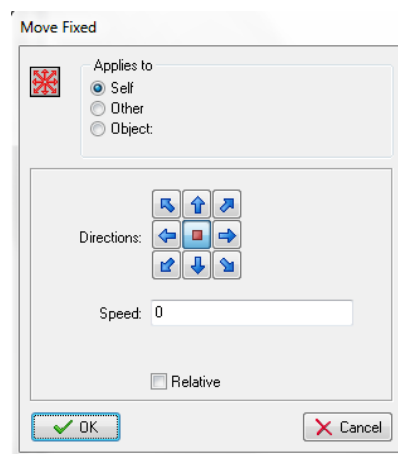 Move Fixed
Applies to
Self
Other
Object:
Directions:
Speed: 0
Relative
OK Cancel